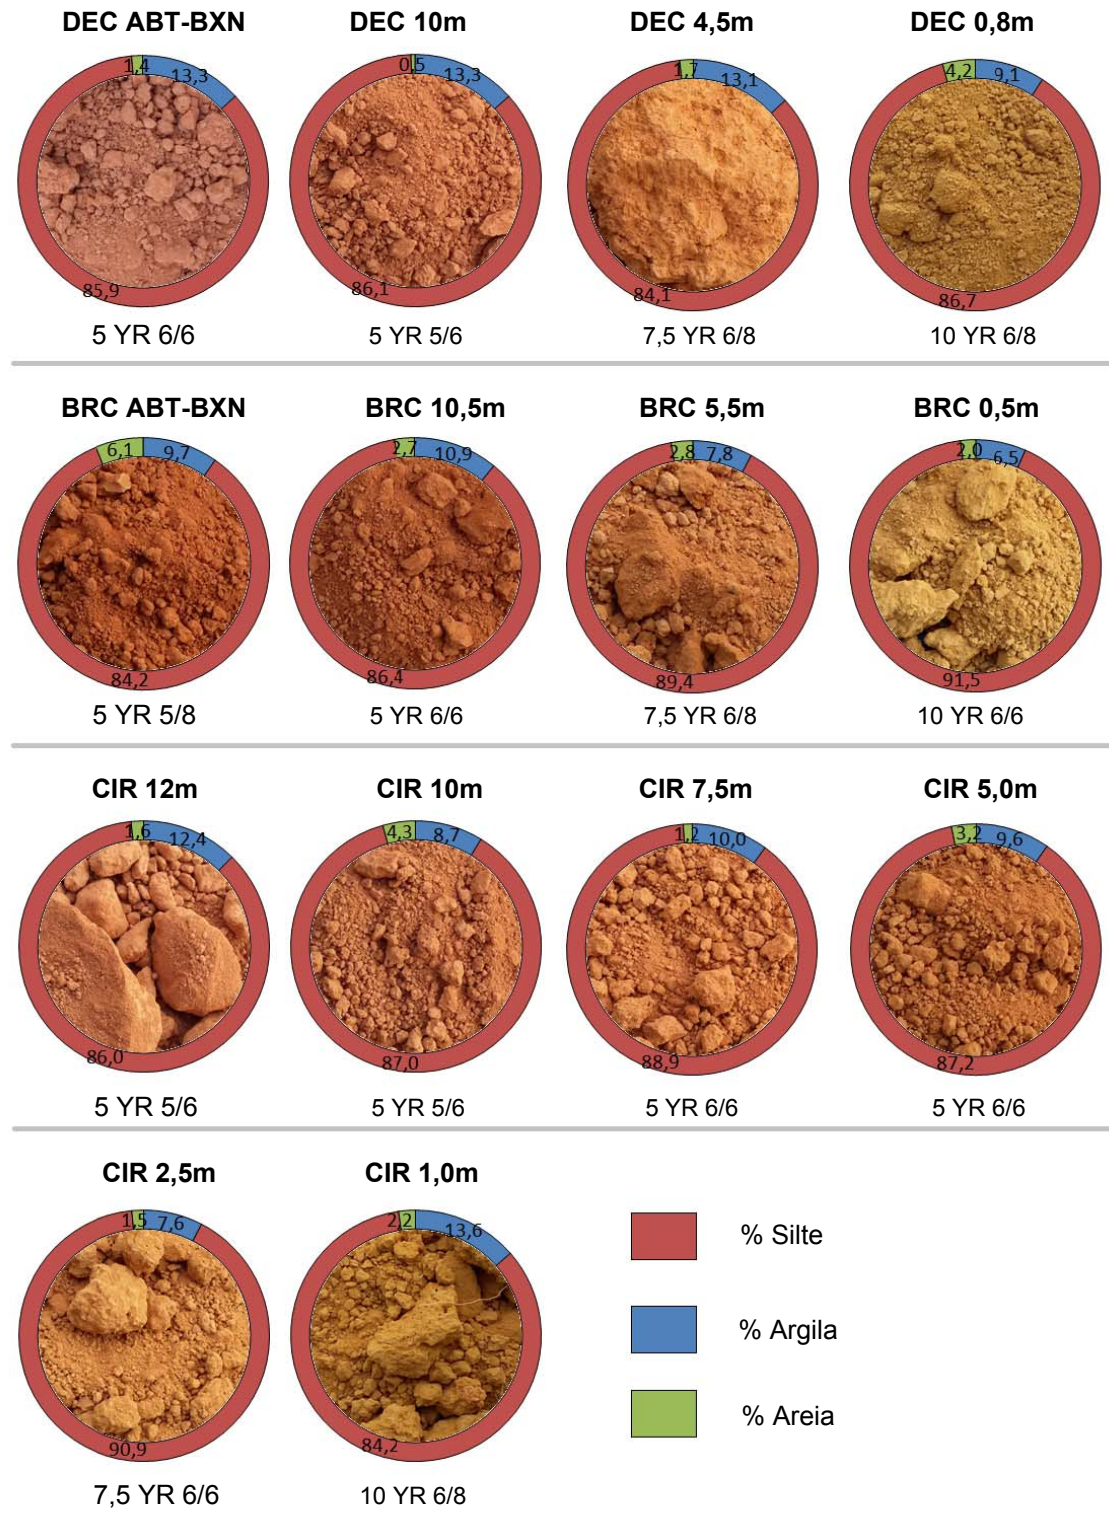 DEC ABT-BXN
DEC 10m
DEC 4,5m
DEC 0,8m
1,4
13,3
0,5
13,3
1,7
13,1
4,2
9,1
85,9
86,1
84,1
86,7
5 YR 6/6
5 YR 5/6
7,5 YR 6/8
10 YR 6/8
BRC ABT-BXN
BRC 10,5m
BRC 5,5m
BRC 0,5m
6,1
9,7
2,7
10,9
2,8
7,8
2,0
6,5
84,2
86,4
89,4
91,5
5 YR 5/8
5 YR 6/6
7,5 YR 6/8
10 YR 6/6
CIR 12m
CIR 10m
CIR 7,5m
CIR 5,0m
1,6
12,4
4,3
8,7
1,2
10,0
3,2
9,6
86,0
87,0
88,9
87,2
5 YR 5/6
5 YR 5/6
5 YR 6/6
5 YR 6/6
CIR 2,5m
CIR 1,0m
1,5
7,6
2,2
13,6
90,9
84,2
7,5 YR 6/6
10 YR 6/8
% Silte
% Argila
% Areia